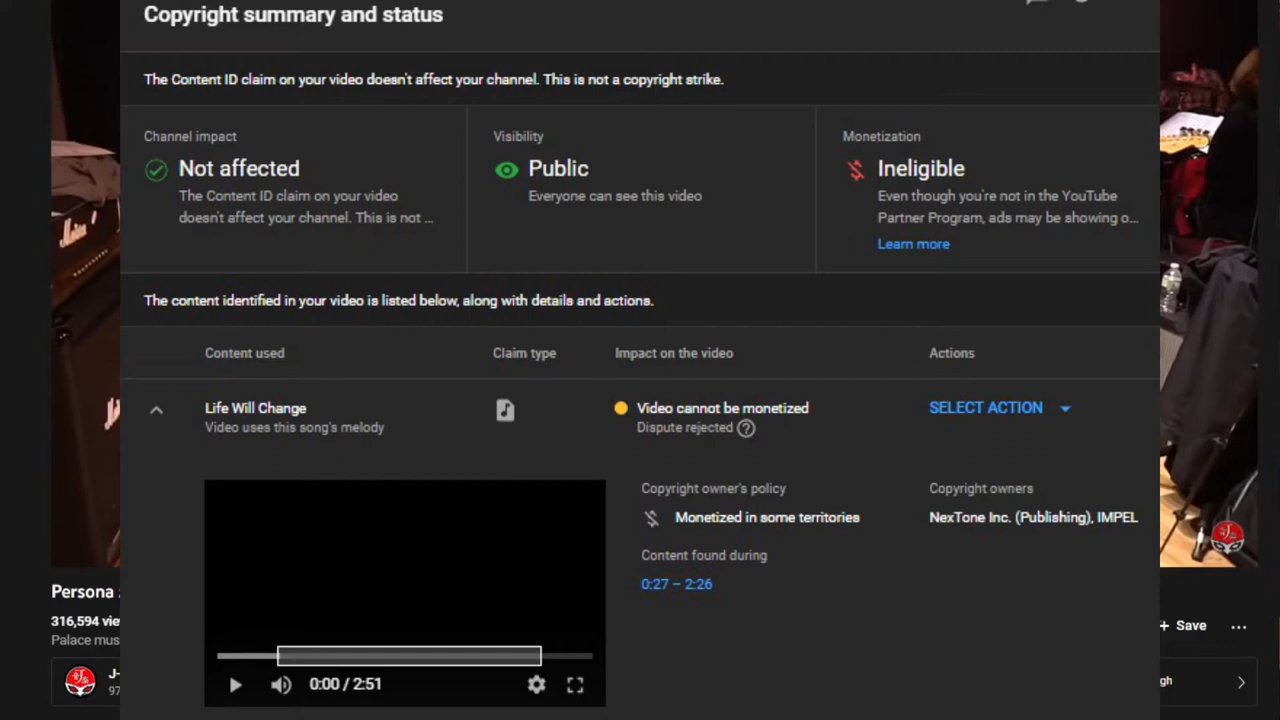 Copyright summary and status
The Content ID claim on your video doesn't affect your channel. This is not a copyright strike.
Channel impact
Not affected
The Content ID claim on your video
doesn't affect your channel. This is not ...
Visibility
Public
Everyone can see this video
Monetization
Ineligible
Even though you're not in the YouTube
Partner Program, ads may be showing o...
Learn more
The content identified in your video is listed below, along with details and actions.
Content used Claim type Impact on the video Actions
Life Will Change
Video uses this song's melody
Video cannot be monetized
Dispute rejected
SELECT ACTION
Copyright owner's policy
Monetized in some territories
Content found during
0:27 – 2:26
Copyright owners
NexTone Inc. (Publishing), IMPEL
0:00 / 2:51
Persona
316,594
Palace
J-
97
Save
Marshall